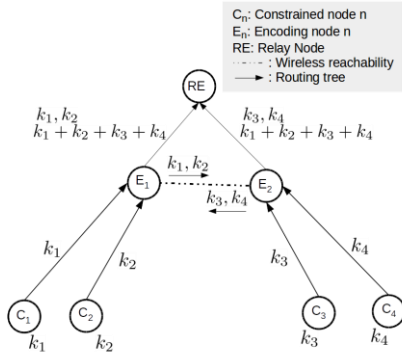 Cₙ: Constrained node n
Eₙ: Encoding node n
RE: Relay Node
: Wireless reachability
: Routing tree
RE
k₁, k₂
k₁ + k₂ + k₃ + k₄
k₃, k₄
k₁ + k₂ + k₃ + k₄
k₁, k₂
E₁
E₂
k₃, k₄
k₁
k₂
k₃
k₄
C₁
C₂
C₃
C₄
k₁
k₂
k₃
k₄